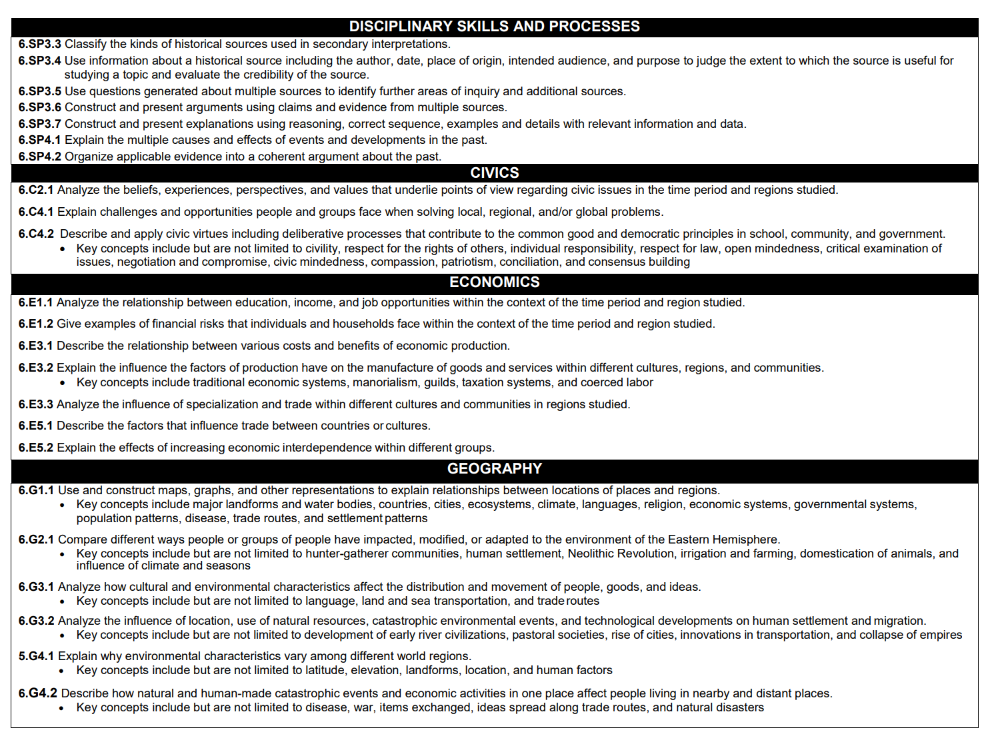 DISCIPLINARY SKILLS AND PROCESSES
6.SP3.3 Classify the kinds of historical sources used in secondary interpretations.
6.SP3.4 Use information about a historical source including the author, date, place of origin, intended audience, and purpose to judge the extent to which the source is useful for
studying a topic and evaluate the credibility of the source.
6.SP3.5 Use questions generated about multiple sources to identify further areas of inquiry and additional sources.
6.SP3.6 Construct and present arguments using claims and evidence from multiple sources.
6.SP3.7 Construct and present explanations using reasoning, correct sequence, examples and details with relevant information and data.
6.SP4.1 Explain the multiple causes and effects of events and developments in the past.
6.SP4.2 Organize applicable evidence into a coherent argument about the past.
CIVICS
6.C2.1 Analyze the beliefs, experiences, perspectives, and values that underlie points of view regarding civic issues in the time period and regions studied.
6.C4.1 Explain challenges and opportunities people and groups face when solving local, regional, and/or global problems.
6.C4.2 Describe and apply civic virtues including deliberative processes that contribute to the common good and democratic principles in school, community, and government.
• Key concepts include but are not limited to civility, respect for the rights of others, individual responsibility, respect for law, open mindedness, critical examination of
issues, negotiation and compromise, civic mindedness, compassion, patriotism, conciliation, and consensus building
ECONOMICS
6.E1.1 Analyze the relationship between education, income, and job opportunities within the context of the time period and region studied.
6.E1.2 Give examples of financial risks that individuals and households face within the context of the time period and region studied.
6.E3.1 Describe the relationship between various costs and benefits of economic production.
6.E3.2 Explain the influence the factors of production have on the manufacture of goods and services within different cultures, regions, and communities.
• Key concepts include traditional economic systems, manorialism, guilds, taxation systems, and coerced labor
6.E3.3 Analyze the influence of specialization and trade within different cultures and communities in regions studied.
6.E5.1 Describe the factors that influence trade between countries or cultures.
6.E5.2 Explain the effects of increasing economic interdependence within different groups.
GEOGRAPHY
6.G1.1 Use and construct maps, graphs, and other representations to explain relationships between locations of places and regions.
• Key concepts include major landforms and water bodies, countries, cities, ecosystems, climate, languages, religion, economic systems, governmental systems,
population patterns, disease, trade routes, and settlement patterns
6.G2.1 Compare different ways people or groups of people have impacted, modified, or adapted to the environment of the Eastern Hemisphere.
• Key concepts include but are not limited to hunter-gatherer communities, human settlement, Neolithic Revolution, irrigation and farming, domestication of animals, and
influence of climate and seasons
6.G3.1 Analyze how cultural and environmental characteristics affect the distribution and movement of people, goods, and ideas.
• Key concepts include but are not limited to language, land and sea transportation, and trade routes
6.G3.2 Analyze the influence of location, use of natural resources, catastrophic environmental events, and technological developments on human settlement and migration.
• Key concepts include but are not limited to development of early river civilizations, pastoral societies, rise of cities, innovations in transportation, and collapse of empires
5.G4.1 Explain why environmental characteristics vary among different world regions.
• Key concepts include but are not limited to latitude, elevation, landforms, location, and human factors
6.G4.2 Describe how natural and human-made catastrophic events and economic activities in one place affect people living in nearby and distant places.
• Key concepts include but are not limited to disease, war, items exchanged, ideas spread along trade routes, and natural disasters